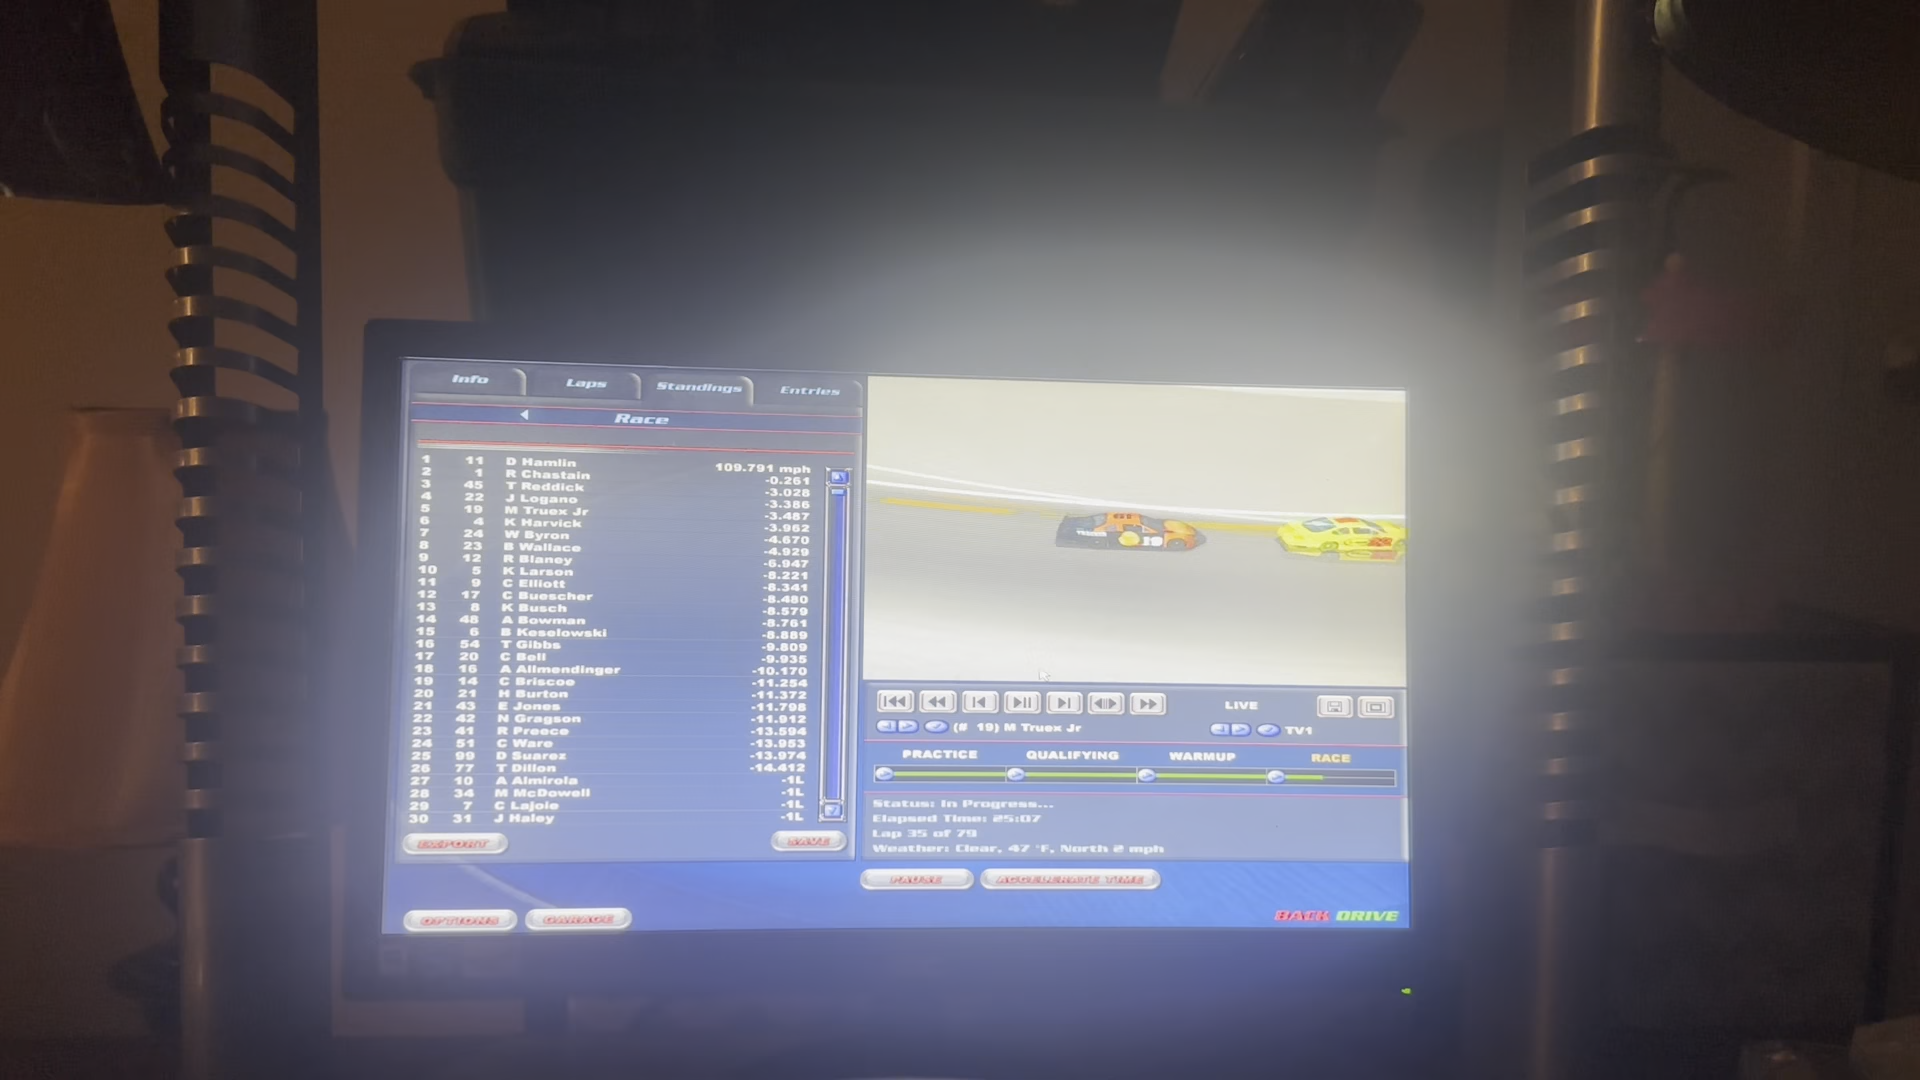 Info Laps Standings Entries
Race
1 11 D Hamlin 109.791 mph
2 1 R Chastain -0.261
3 45 T Reddick -3.028
4 22 J Logano -3.386
5 19 M Truex Jr -3.487
6 4 K Harvick -3.962
7 24 W Byron -4.670
8 23 B Wallace -4.929
9 12 R Blaney -6.947
10 5 K Larson -8.221
11 9 C Elliott -8.341
12 17 C Buescher -8.480
13 8 K Busch -8.579
14 48 A Bowman -8.761
15 6 B Keselowski -8.889
16 54 T Gibbs -9.809
17 20 C Bell -9.935
18 16 A Allmendinger -10.170
19 14 C Briscoe -11.254
20 21 H Burton -11.372
21 43 E Jones -11.798
22 42 N Gragson -11.912
23 41 R Preece -13.594
24 51 C Ware -13.953
25 99 D Suarez -13.974
26 77 T Dillon -14.412
27 10 A Almirola -1L
28 34 M McDowell -1L
29 7 C Lajoie -1L
30 31 J Haley -1L
EXPORT SAVE
OPTIONS GARAGE
19
LIVE
(# 19) M Truex Jr TV1
PRACTICE QUALIFYING WARMUP RACE
Status: In Progress...
Elapsed Time: 25:07
Lap 35 of 79
Weather: Clear, 47 °F, North 2 mph
PAUSE ACCELERATE TIME
BACK DRIVE